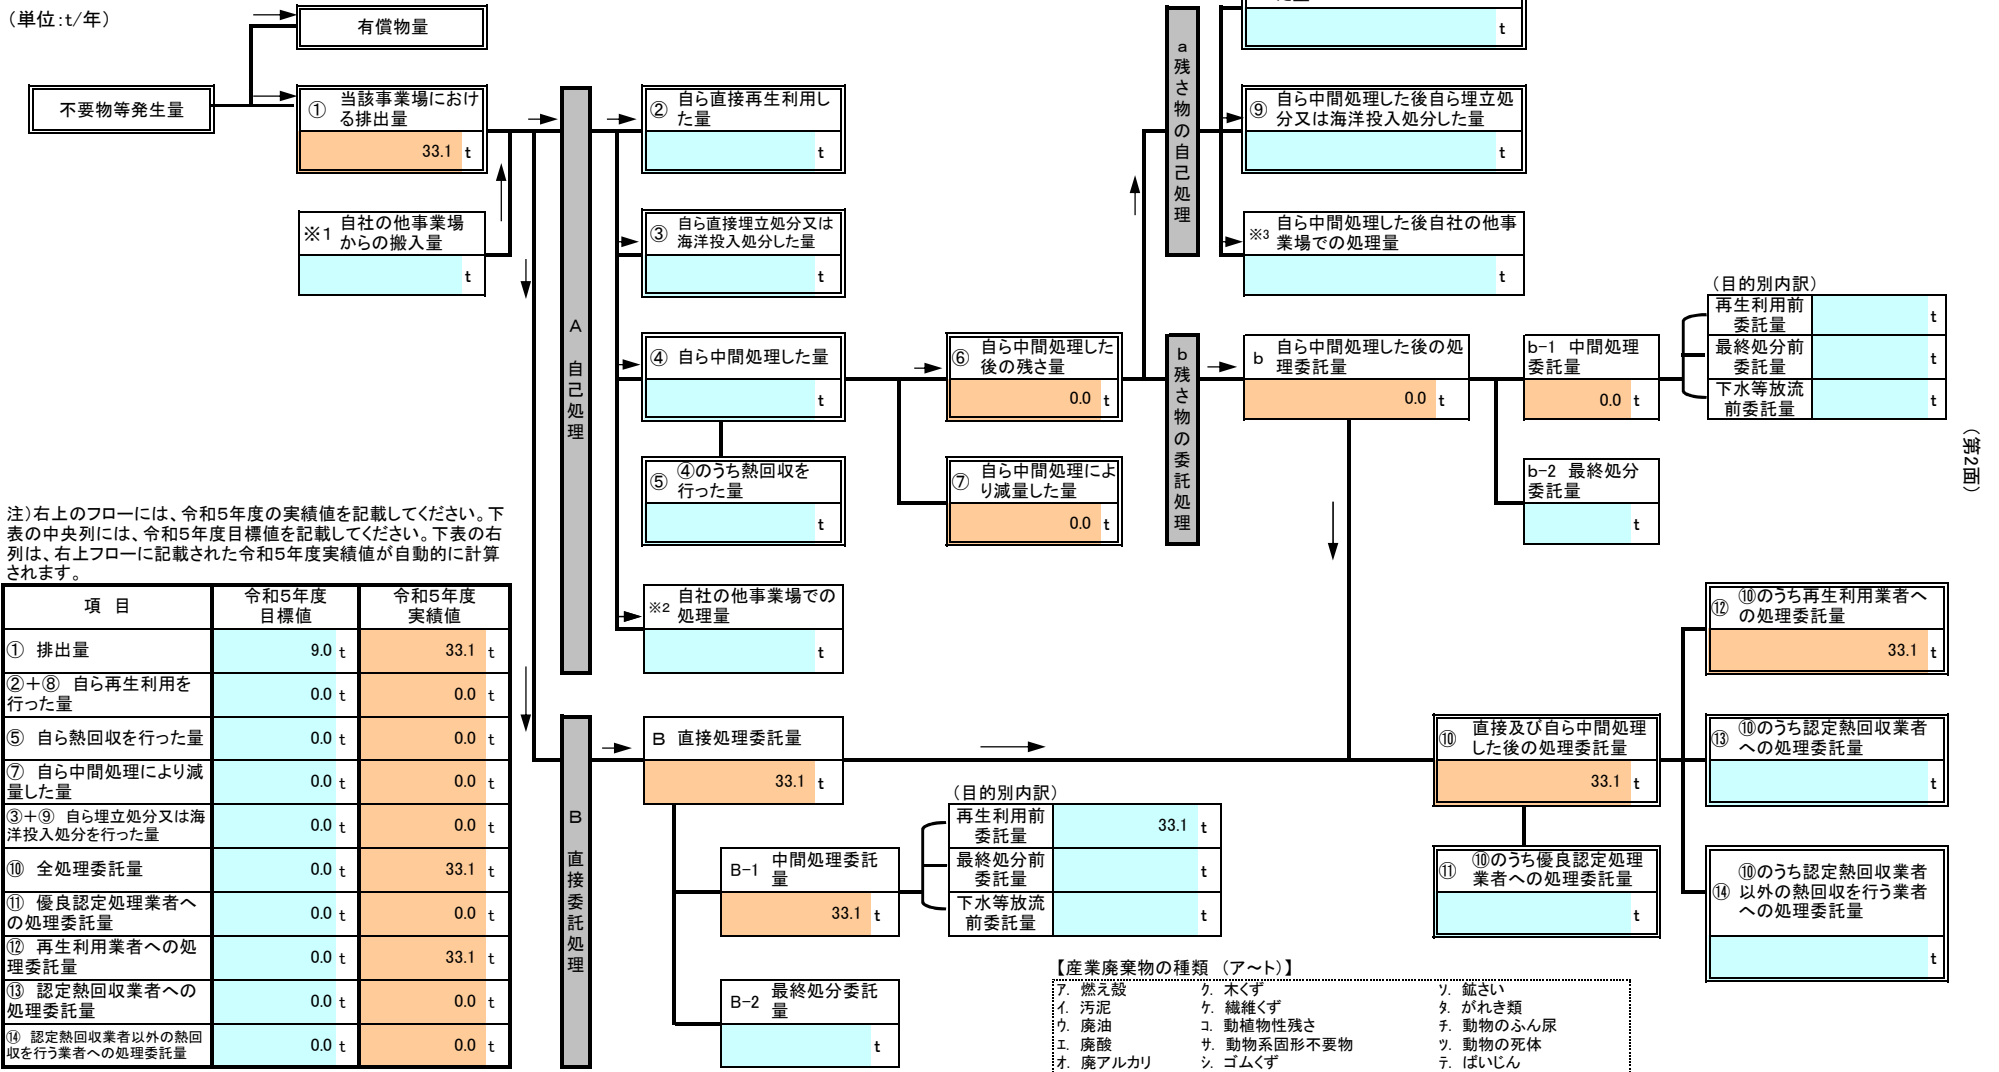 (単位:t/年)
有償物量
不要物等発生量
① 当該事業場におけ
る排出量
33.1 t
※1 自社の他事業場
からの搬入量
t
A 自己処理
② 自ら直接再生利用し
た量
t
③ 自ら直接埋立処分又は
海洋投入処分した量
t
④ 自ら中間処理した量
t
⑤ ④のうち熱回収を
行った量
t
※2 自社の他事業場での
処理量
t
⑥ 自ら中間処理した
後の残さ量
0.0 t
⑦ 自ら中間処理によ
り減量した量
0.0 t
a残さ物の自己処理
t
⑨ 自ら中間処理した後自ら埋立処
分又は海洋投入処分した量
t
※3 自ら中間処理した後自社の他事
業場での処理量
t
b残さ物の委託処理
b 自ら中間処理した後の処
理委託量
0.0 t
b-1 中間処理
委託量
0.0 t
b-2 最終処分
委託量
t
(目的別内訳)
再生利用前
委託量
t
最終処分前
委託量
t
下水等放流
前委託量
t
(第2面)
注)右上のフローには、令和5年度の実績値を記載してください。下
表の中央列には、令和5年度目標値を記載してください。下表の右
列は、右上フローに記載された令和5年度実績値が自動的に計算
されます。
項 目 令和5年度
目標値 令和5年度
実績値
① 排出量 9.0 t 33.1 t
②+⑧ 自ら再生利用を
行った量 0.0 t 0.0 t
⑤ 自ら熱回収を行った量 0.0 t 0.0 t
⑦ 自ら中間処理により減
量した量 0.0 t 0.0 t
③+⑨ 自ら埋立処分又は海
洋投入処分を行った量 0.0 t 0.0 t
⑩ 全処理委託量 0.0 t 33.1 t
⑪ 優良認定処理業者へ
の処理委託量 0.0 t 0.0 t
⑫ 再生利用業者への処
理委託量 0.0 t 33.1 t
⑬ 認定熱回収業者への
処理委託量 0.0 t 0.0 t
⑭ 認定熱回収業者以外の熱回
収を行う業者への処理委託量 0.0 t 0.0 t
B 直接委託処理
B 直接処理委託量
33.1 t
B-1 中間処理委託
量
33.1 t
B-2 最終処分委託
量
t
(目的別内訳)
再生利用前
委託量
33.1 t
最終処分前
委託量
t
下水等放流
前委託量
t
⑩ 直接及び自ら中間処理
した後の処理委託量
33.1 t
⑪ ⑩のうち優良認定処理
業者への処理委託量
t
⑫ ⑩のうち再生利用業者へ
の処理委託量
33.1 t
⑬ ⑩のうち認定熱回収業者
への処理委託量
t
⑭ ⑩のうち認定熱回収業者
以外の熱回収を行う業者
への処理委託量
t
【産業廃棄物の種類 (ア~ト)】
ア. 燃え殻 ク. 木くず ソ. 鉱さい
イ. 汚泥 ケ. 繊維くず タ. がれき類
ウ. 廃油 コ. 動植物性残さ チ. 動物のふん尿
エ. 廃酸 サ. 動物系固形不要物 ツ. 動物の死体
オ. 廃アルカリ シ. ゴムくず テ. ばいじん